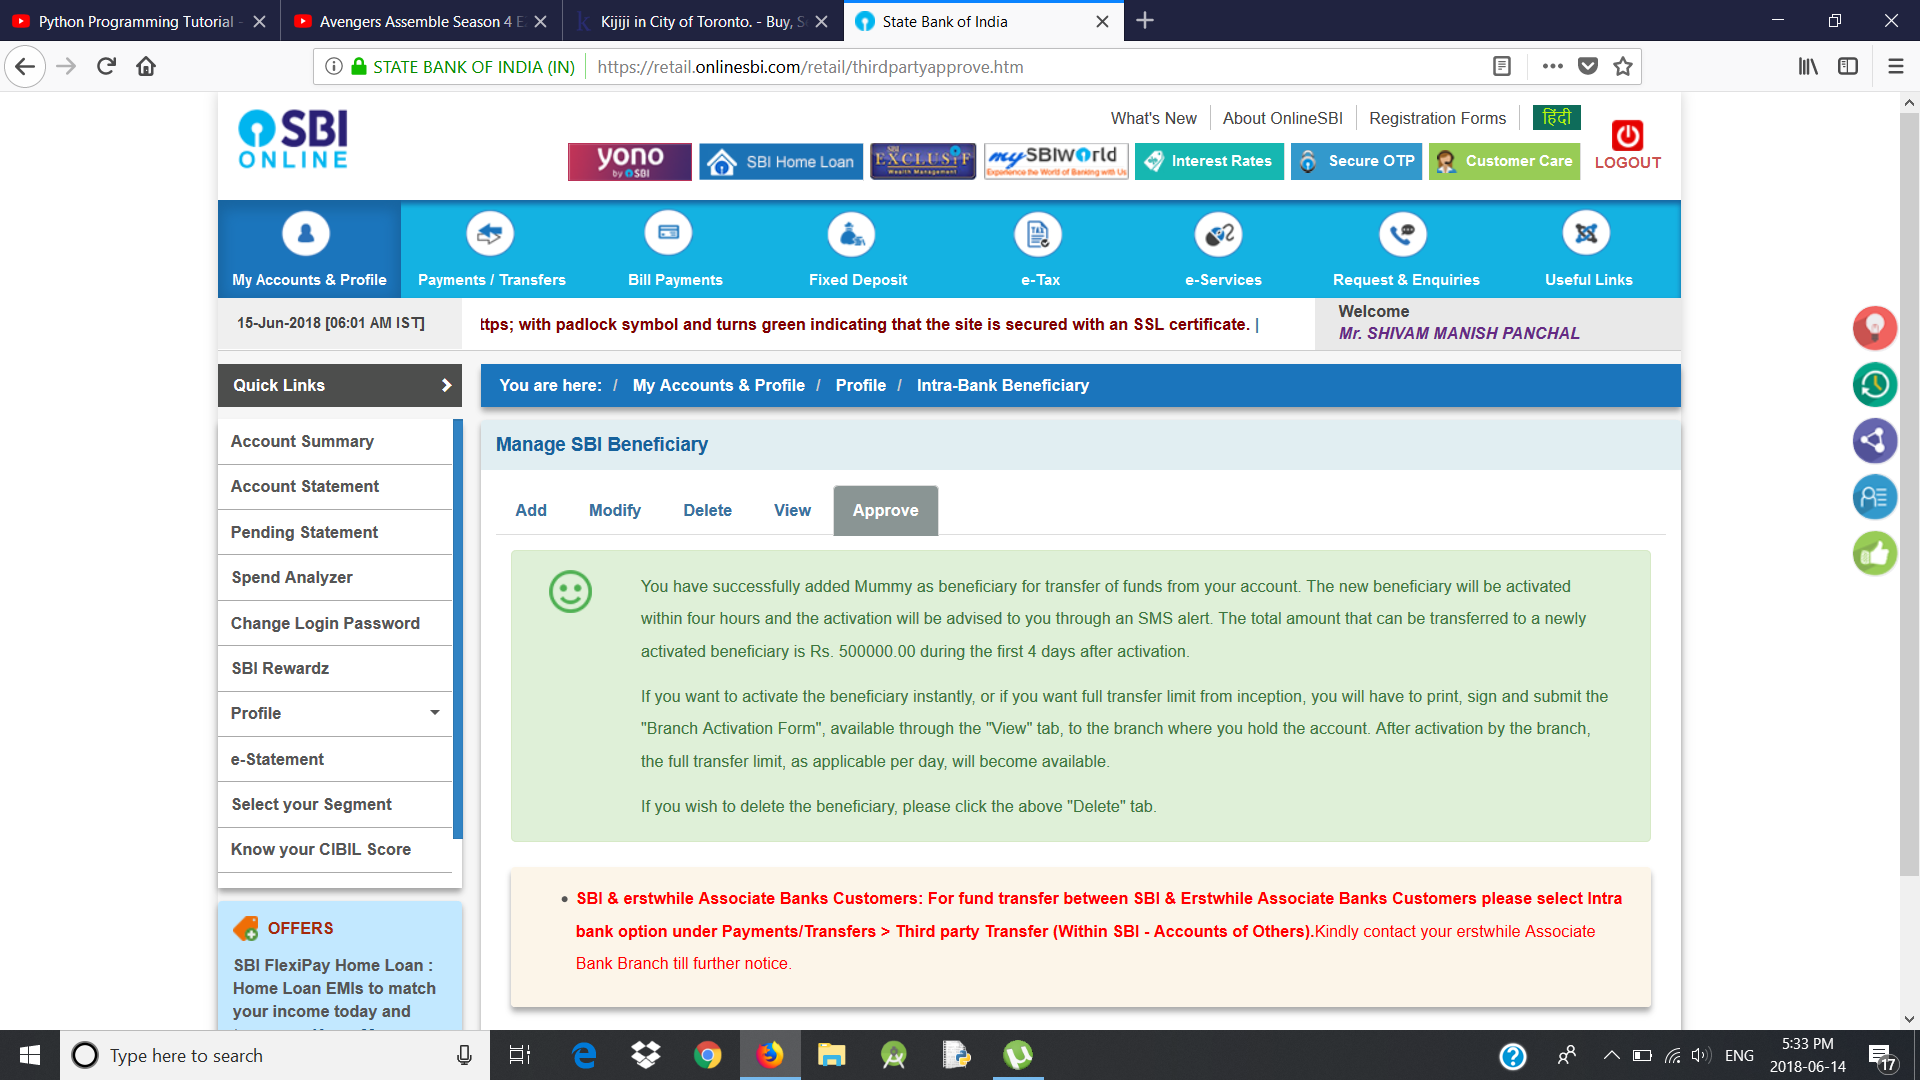 Python Programming Tutorial -
Avengers Assemble Season 4 E
Kijiji in City of Toronto. - Buy, S
State Bank of India
STATE BANK OF INDIA (IN)
https://retail.onlinesbi.com/retail/thirdpartyapprove.htm
SBI
ONLINE
What's New
About OnlineSBI
Registration Forms
हिंदी
yono
by SBI
SBI Home Loan
SBI
EXCLUSIF
Wealth Management
mySBIWorld
Experience the World of Banking with Us
Interest Rates
Secure OTP
Customer Care
LOGOUT
My Accounts & Profile
Payments / Transfers
Bill Payments
Fixed Deposit
TAX
e-Tax
e-Services
Request & Enquiries
Useful Links
15-Jun-2018 [06:01 AM IST]
ttps; with padlock symbol and turns green indicating that the site is secured with an SSL certificate. |
Welcome
Mr. SHIVAM MANISH PANCHAL
Quick Links
You are here: / My Accounts & Profile / Profile / Intra-Bank Beneficiary
Account Summary
Account Statement
Pending Statement
Spend Analyzer
Change Login Password
SBI Rewardz
Profile
e-Statement
Select your Segment
Know your CIBIL Score
OFFERS
SBI FlexiPay Home Loan :
Home Loan EMIs to match
your income today and
Manage SBI Beneficiary
Add
Modify
Delete
View
Approve
You have successfully added Mummy as beneficiary for transfer of funds from your account. The new beneficiary will be activated
within four hours and the activation will be advised to you through an SMS alert. The total amount that can be transferred to a newly
activated beneficiary is Rs. 500000.00 during the first 4 days after activation.
If you want to activate the beneficiary instantly, or if you want full transfer limit from inception, you will have to print, sign and submit the
"Branch Activation Form", available through the "View" tab, to the branch where you hold the account. After activation by the branch,
the full transfer limit, as applicable per day, will become available.
If you wish to delete the beneficiary, please click the above "Delete" tab.
• SBI & erstwhile Associate Banks Customers: For fund transfer between SBI & Erstwhile Associate Banks Customers please select Intra
bank option under Payments/Transfers > Third party Transfer (Within SBI - Accounts of Others).Kindly contact your erstwhile Associate
Bank Branch till further notice.
Type here to search
ENG
5:33 PM
2018-06-14
17